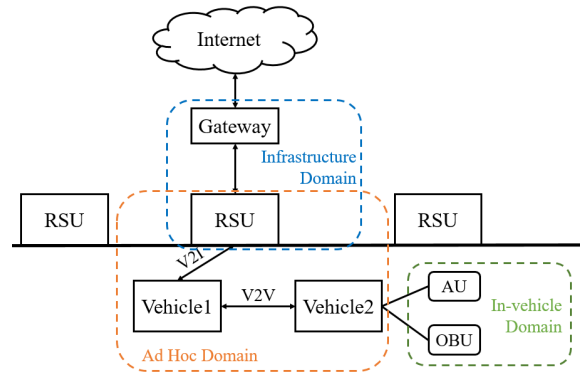 Internet
Gateway
Infrastructure
Domain
RSU
RSU
RSU
V2I
Vehicle1
V2V
Vehicle2
AU
In-vehicle
Domain
OBU
Ad Hoc Domain